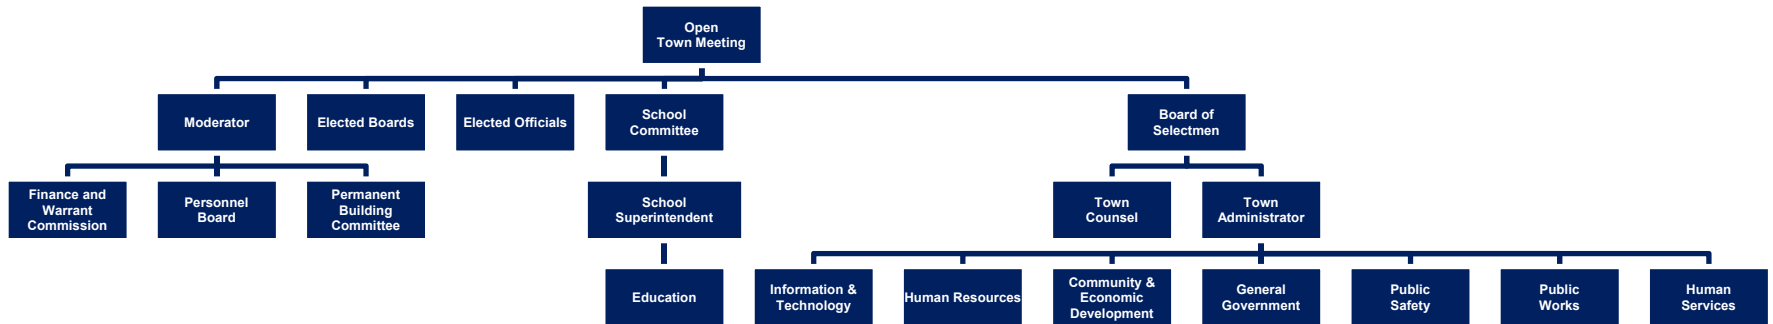 Open
Town Meeting
Moderator
Elected Boards
Elected Officials
School
Committee
Board of
Selectmen
Finance and
Warrant
Commission
Personnel
Board
Permanent
Building
Committee
School
Superintendent
Town
Counsel
Town
Administrator
Education
Information &
Technology
Human Resources
Community &
Economic
Development
General
Government
Public
Safety
Public
Works
Human
Services